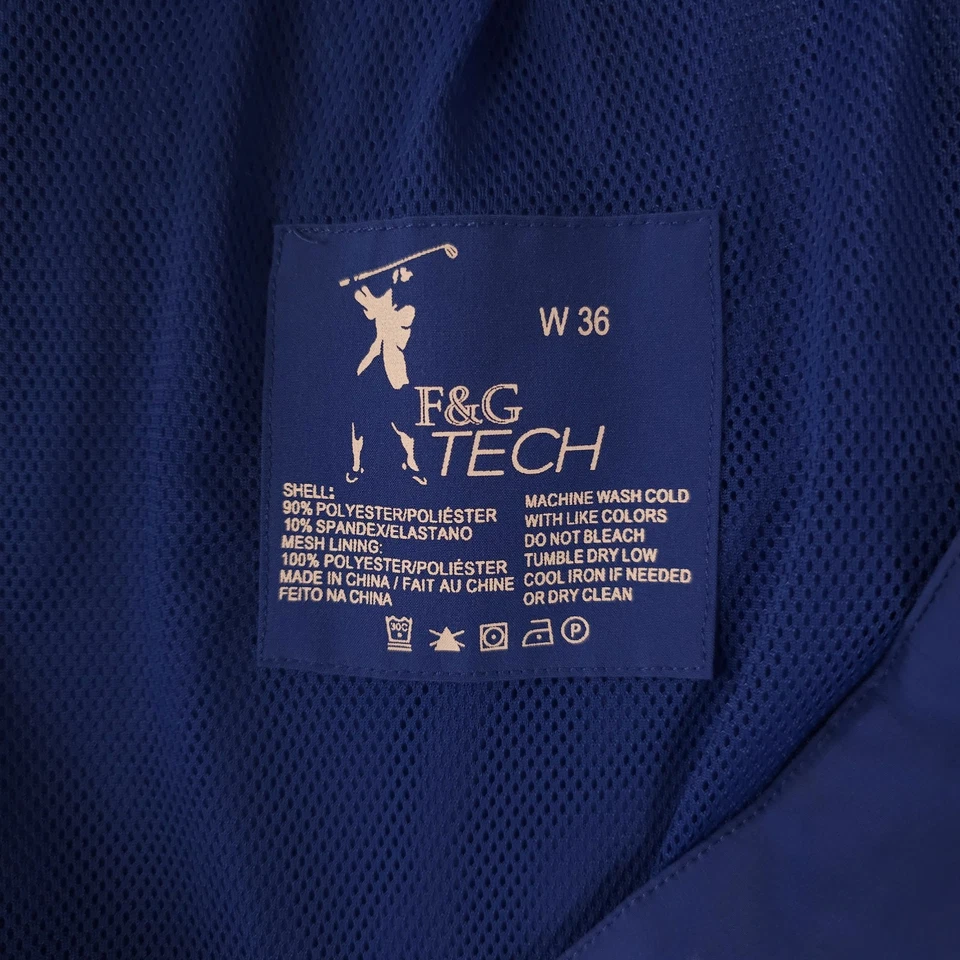 W 36
F&G
TECH
SHELL:
90% POLYESTER/POLIÉSTER
10% SPANDEX/ELASTANO
MESH LINING:
100% POLYESTER/POLIÉSTER
MADE IN CHINA / FAIT AU CHINE
FEITO NA CHINA
MACHINE WASH COLD
WITH LIKE COLORS
DO NOT BLEACH
TUMBLE DRY LOW
COOL IRON IF NEEDED
OR DRY CLEAN
30C
P